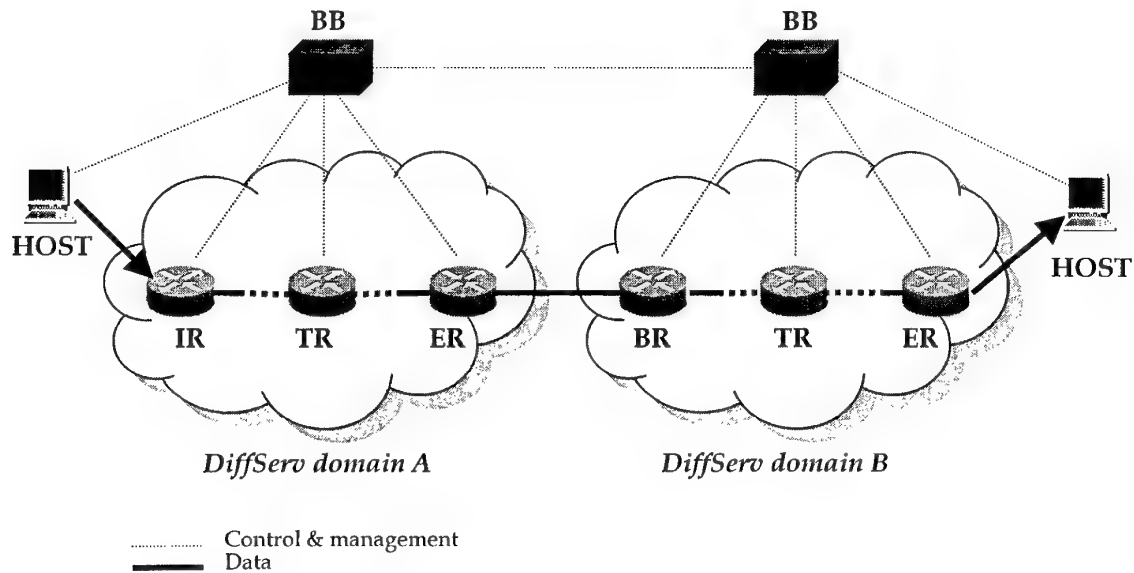 BB BB
HOST HOST
IR TR ER BR TR ER
DiffServ domain A DiffServ domain B
Control & management
Data